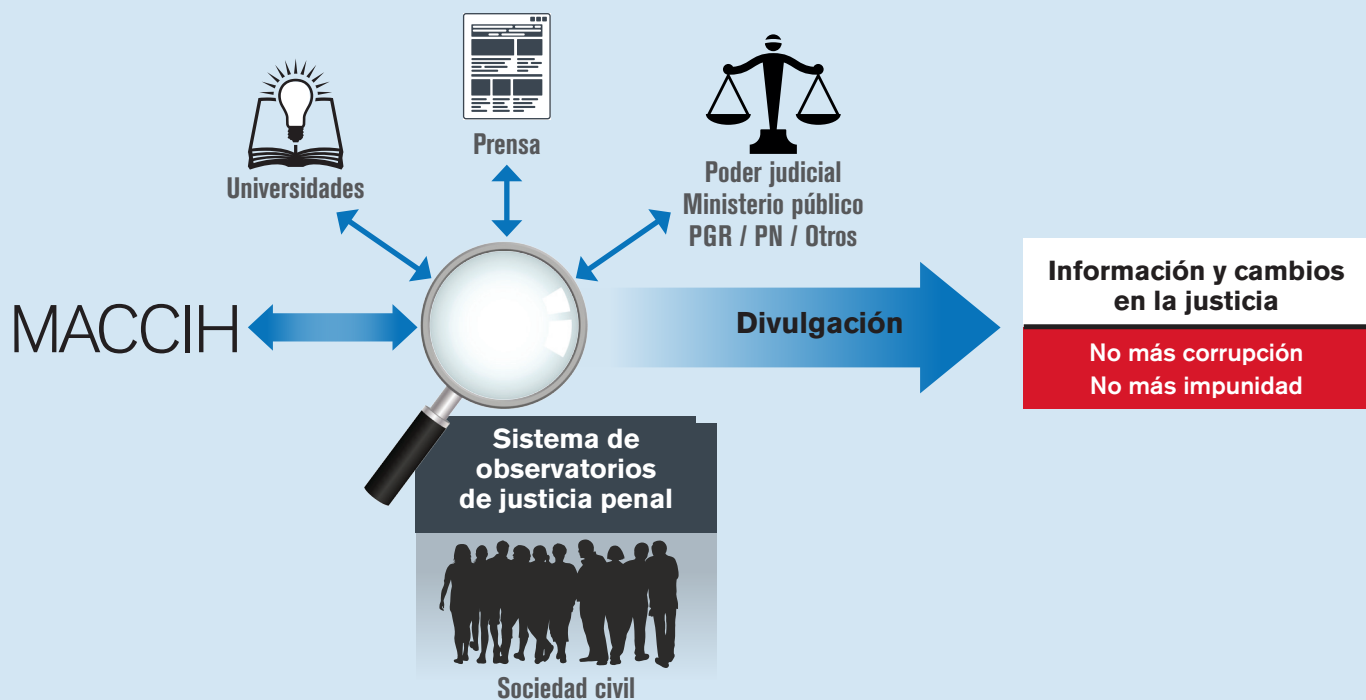 Prensa
Universidades
Poder judicial
Ministerio público
PGR / PN / Otros
MACCIH
Divulgación
Información y cambios
en la justicia
No más corrupción
No más impunidad
Sistema de
observatorios
de justicia penal
Sociedad civil